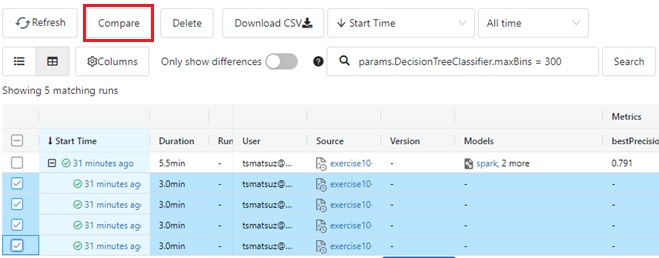 Refresh Compare Delete Download CSV Start Time All time
Columns Only show differences ? params.DecisionTreeClassifier.maxBins = 300 Search
Showing 5 matching runs
Metrics
Start Time Duration Run User Source Version Models bestPrecisio
31 minutes ago 5.5min - tsmatsuz@... exercise10- - spark, 2 more 0.791
31 minutes ago 3.0min - tsmatsuz@... exercise10- - - -
31 minutes ago 3.0min - tsmatsuz@... exercise10- - - -
31 minutes ago 3.0min - tsmatsuz@... exercise10- - - -
31 minutes ago 3.0min - tsmatsuz@... exercise10- - - -